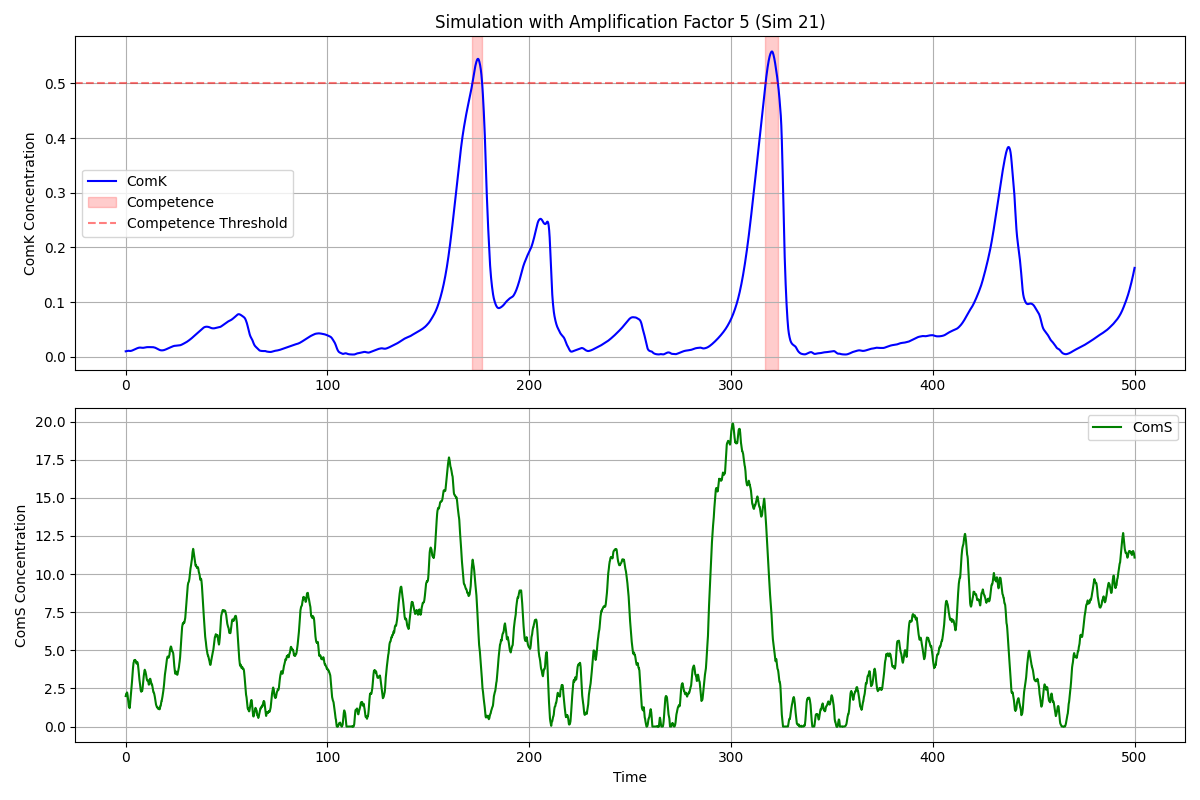 Simulation with Amplification Factor 5 (Sim 21)
ComK Concentration
0.5
0.4
0.3
0.2
0.1
0.0
ComK
Competence
Competence Threshold
0 100 200 300 400 500
ComS Concentration
20.0
17.5
15.0
12.5
10.0
7.5
5.0
2.5
0.0
ComS
0 100 200 300 400 500
Time